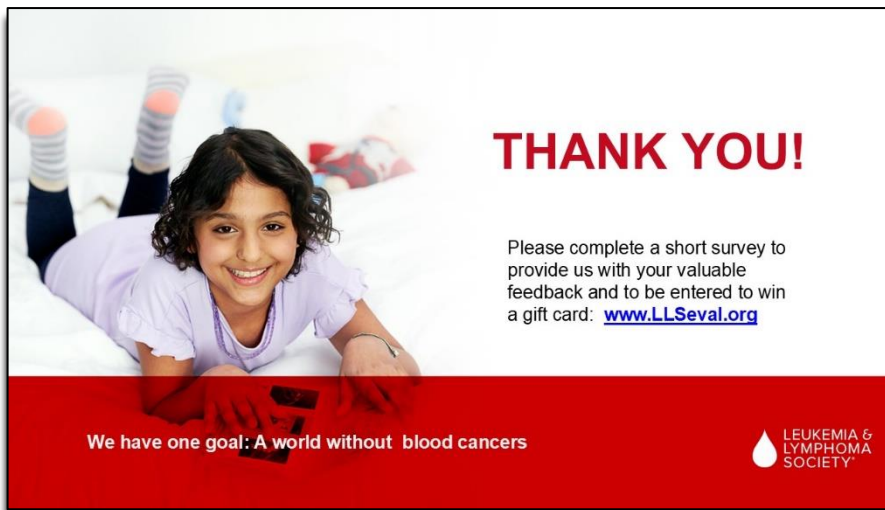 THANK YOU!
Please complete a short survey to
provide us with your valuable
feedback and to be entered to win
a gift card:  www.LLSeval.org
We have one goal: A world without  blood cancers
LEUKEMIA &
LYMPHOMA
SOCIETY®